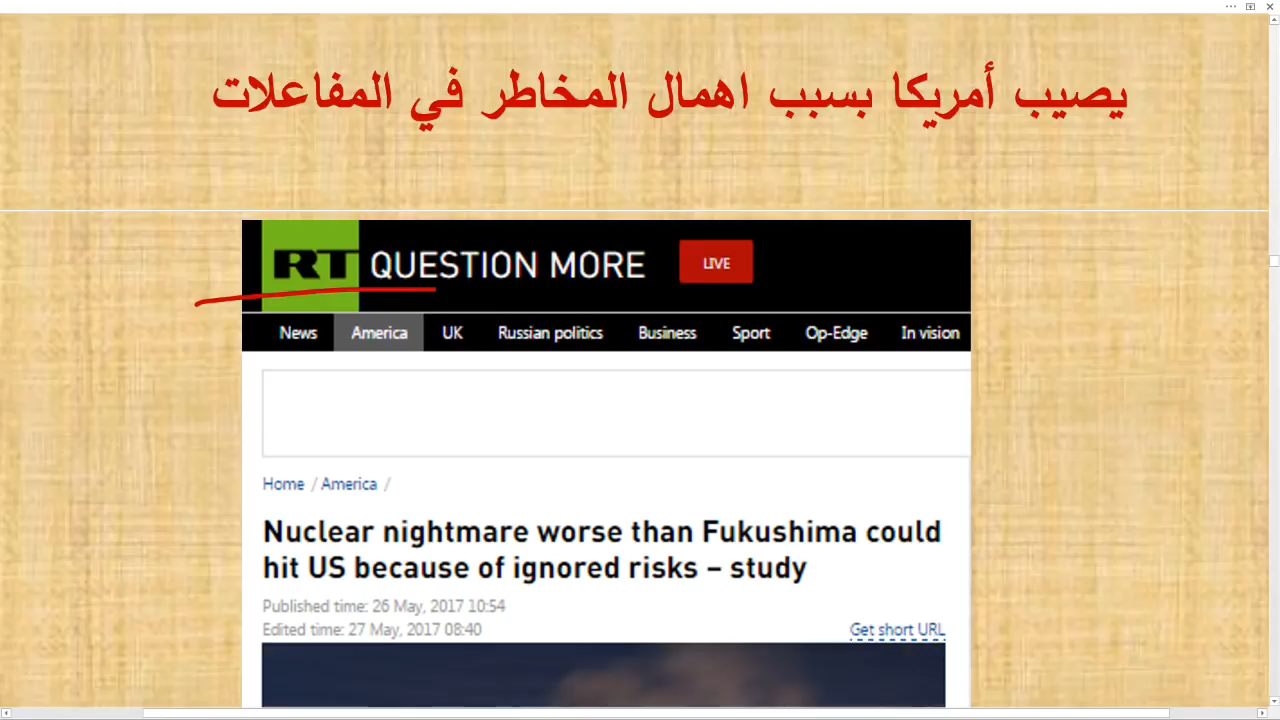 يصيب أمريكا بسبب اهمال المخاطر في المفاعلات
RT QUESTION MORE LIVE
News America UK Russian politics Business Sport Op-Edge In vision
Home / America /
Nuclear nightmare worse than Fukushima could
hit US because of ignored risks – study
Published time: 26 May, 2017 10:54
Edited time: 27 May, 2017 08:40 Get short URL